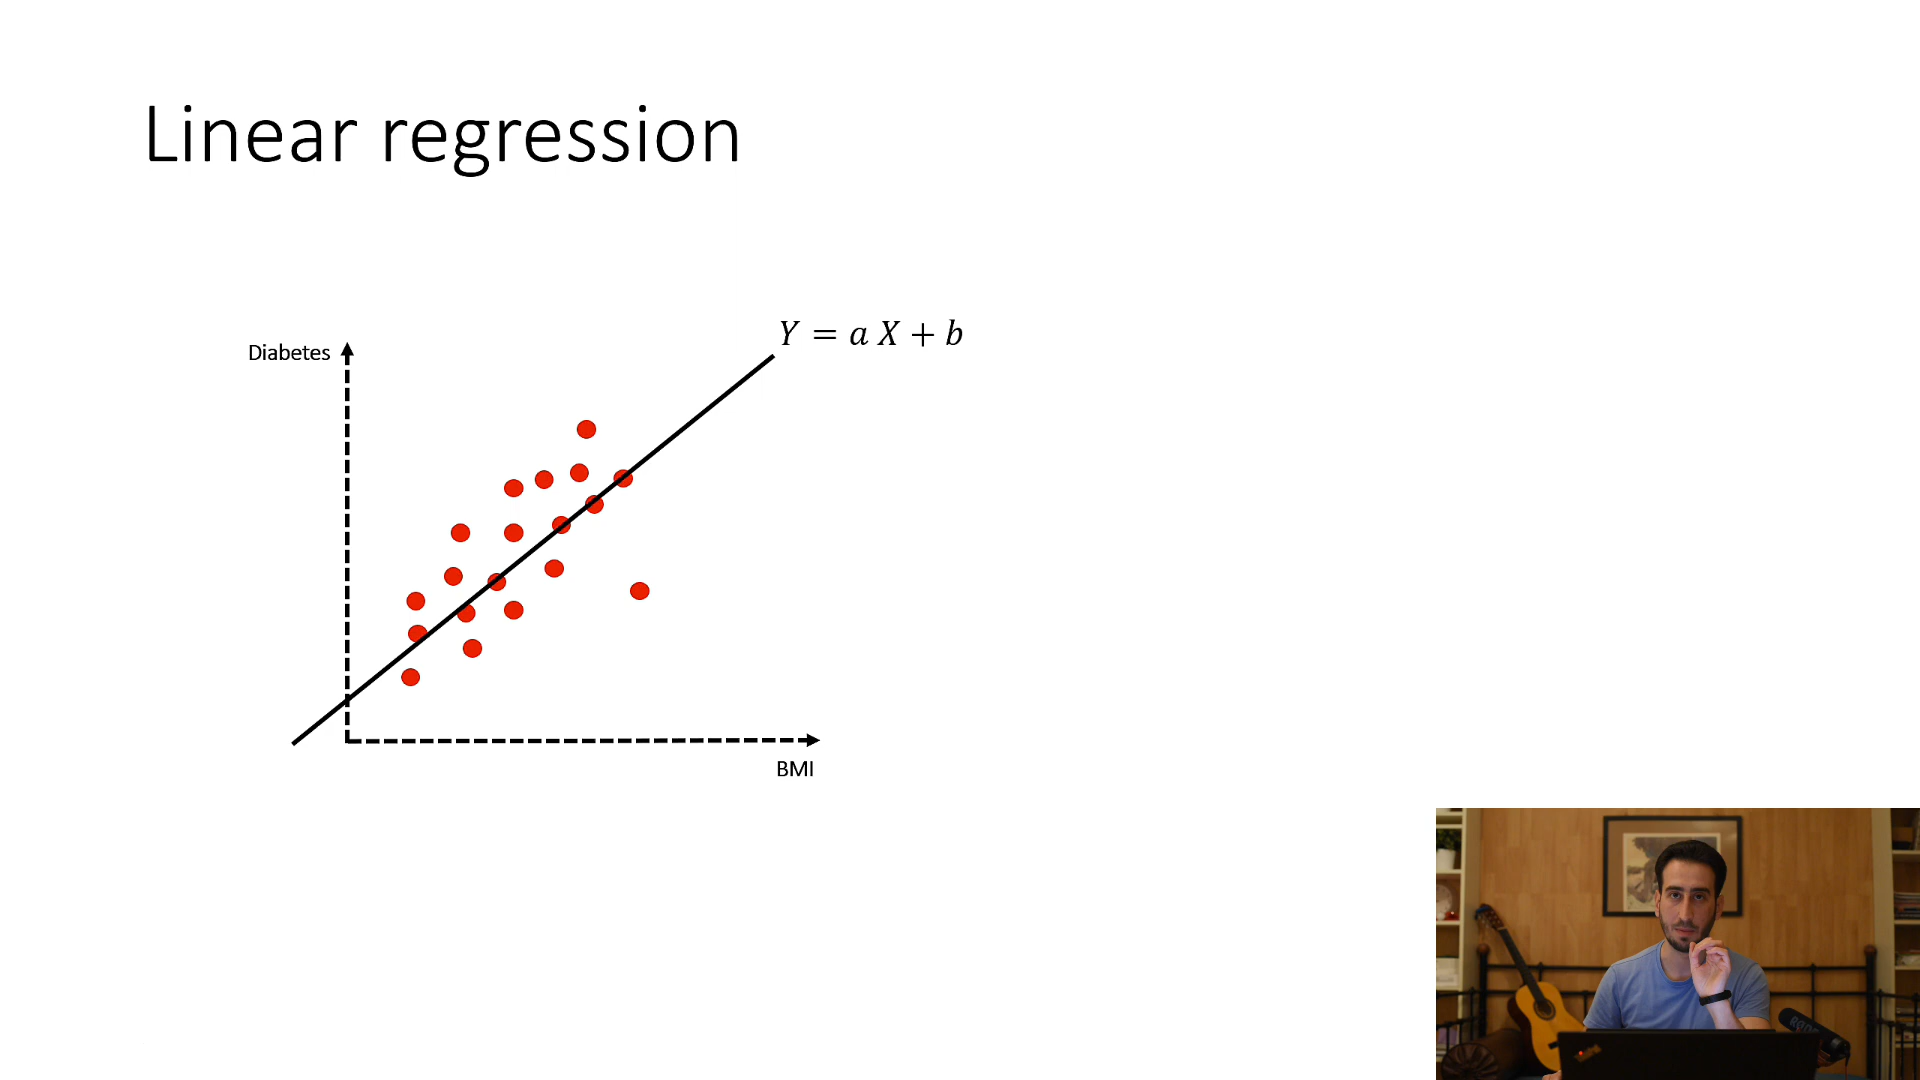 Linear regression
Y = a X + b
Diabetes
BMI